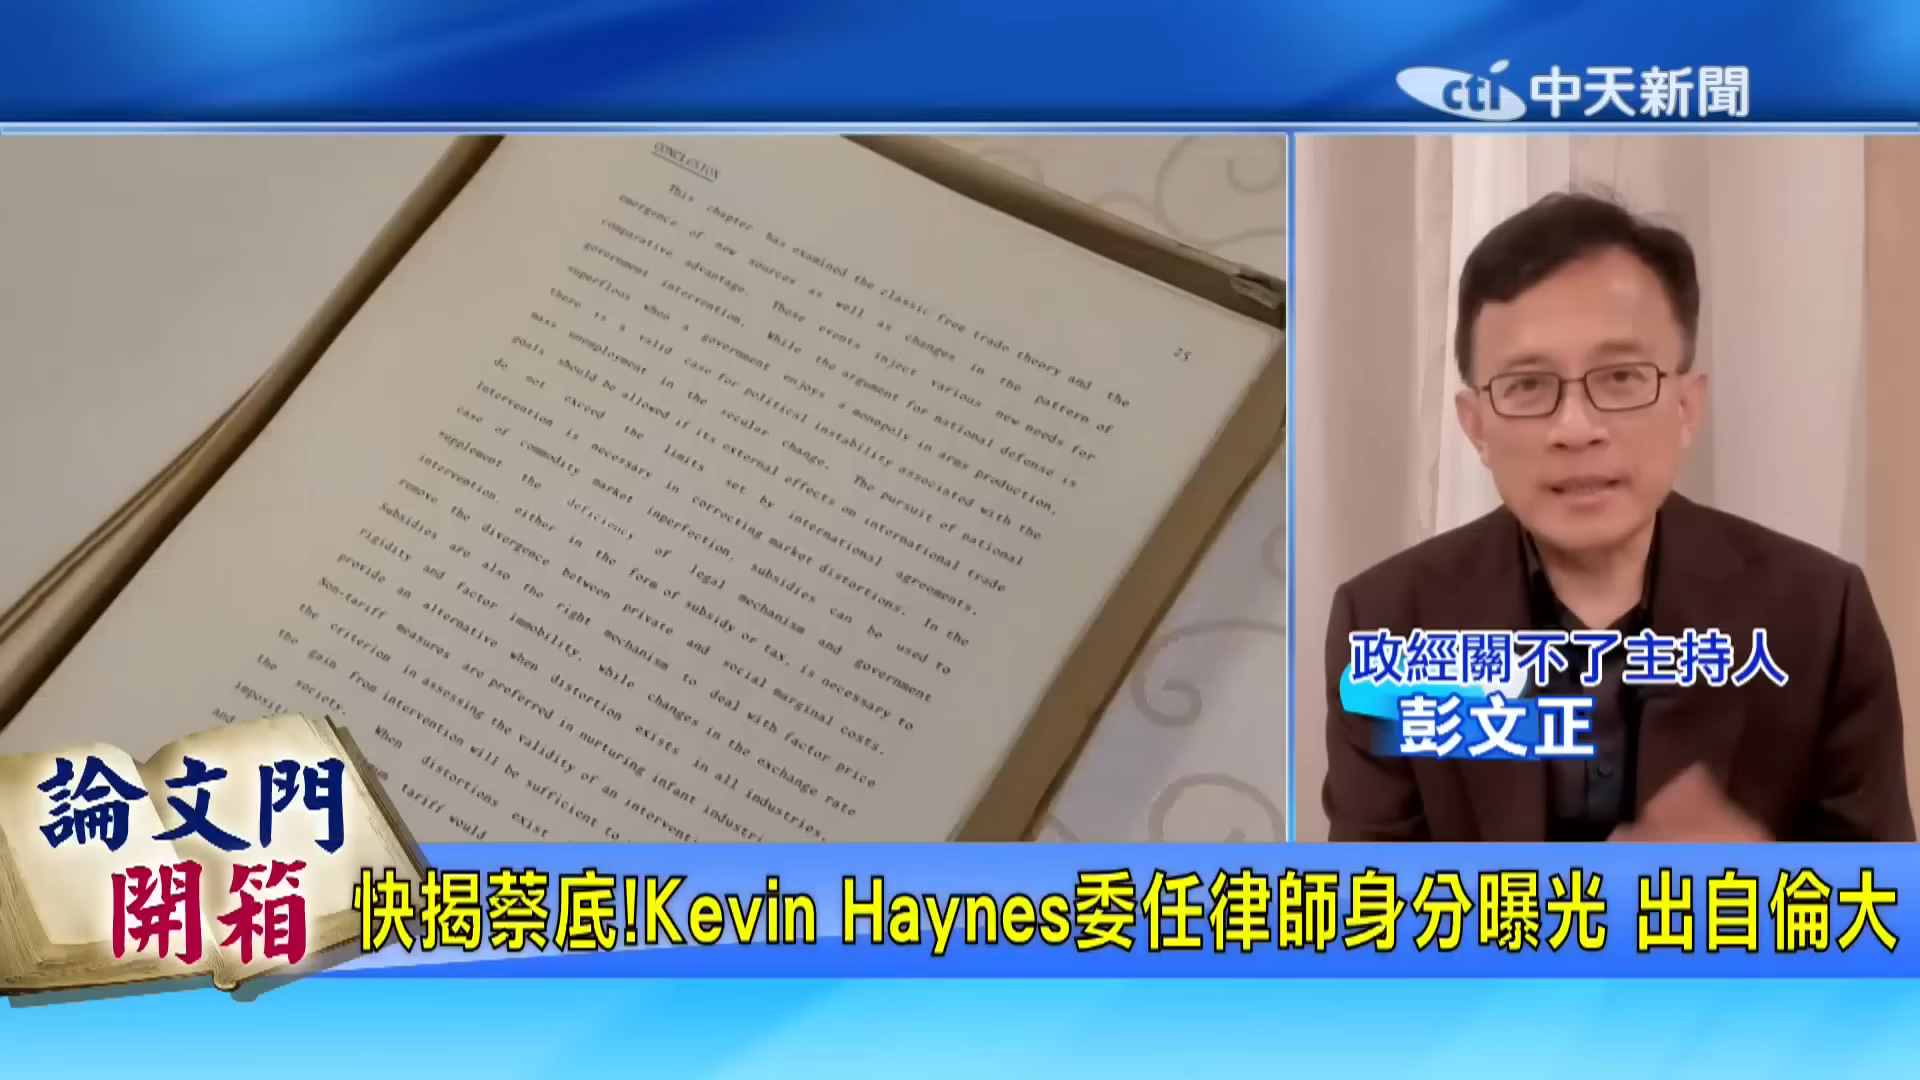 cti 中天新聞
CONCLUSION
25
This chapter has examined the classic free trade theory and the
emergence of new sources as well as changes in the pattern of
comparative advantage. These events inject various new needs for
government intervention. While the argument for national defense is
superflous when a government enjoys a monopoly in arms production,
there is a valid case for political instability associated with the
mass unemployment in the secular change. The pursuit of national
goals should be allowed if its external effects on international trade
do not exceed the limits set by international agreements.
Intervention is necessary in correcting market distortions. In the
case of commodity market inperfection, subsidies can be used to
supplement the deficiency of legal mechanism and government
intervention, either in the form of subsidy or tax, is necessary to
remove the divergence between private and social marginal costs.
Subsidies are also the right mechanism to deal with factor price
rigidity and factor immobility, while changes in the exchange rate
provide an alternative when distortion exists in all industries.
Non-tariff measures are preferred in nurturing infant industri
the criterion in assessing the validity of an interventi
the gain from intervention will be sufficient to
the society. When distortions exist
tariff would
and
政經關不了主持人
彭文正
論文門
開箱
快揭蔡底!Kevin Haynes委任律師身分曝光 出自倫大